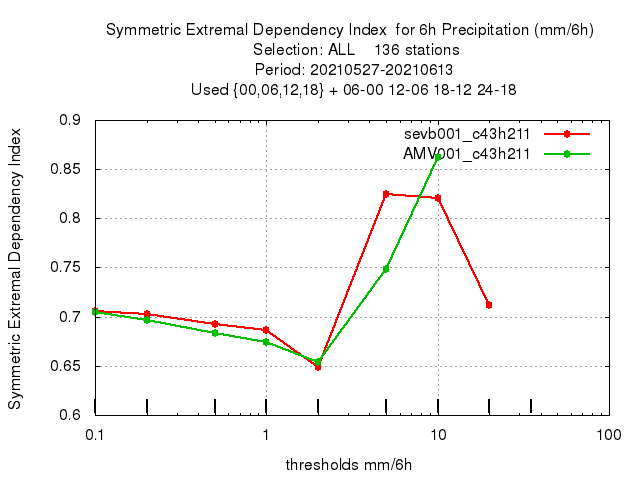 Symmetric Extremal Dependency Index  for 6h Precipitation (mm/6h)
Selection: ALL    136 stations
Period: 20210527-20210613
Used {00,06,12,18} + 06-00 12-06 18-12 24-18
sevb001_c43h211
AMV001_c43h211
Symmetric Extremal Dependency Index
0.9
0.85
0.8
0.75
0.7
0.65
0.6
0.1 1 10 100
thresholds mm/6h